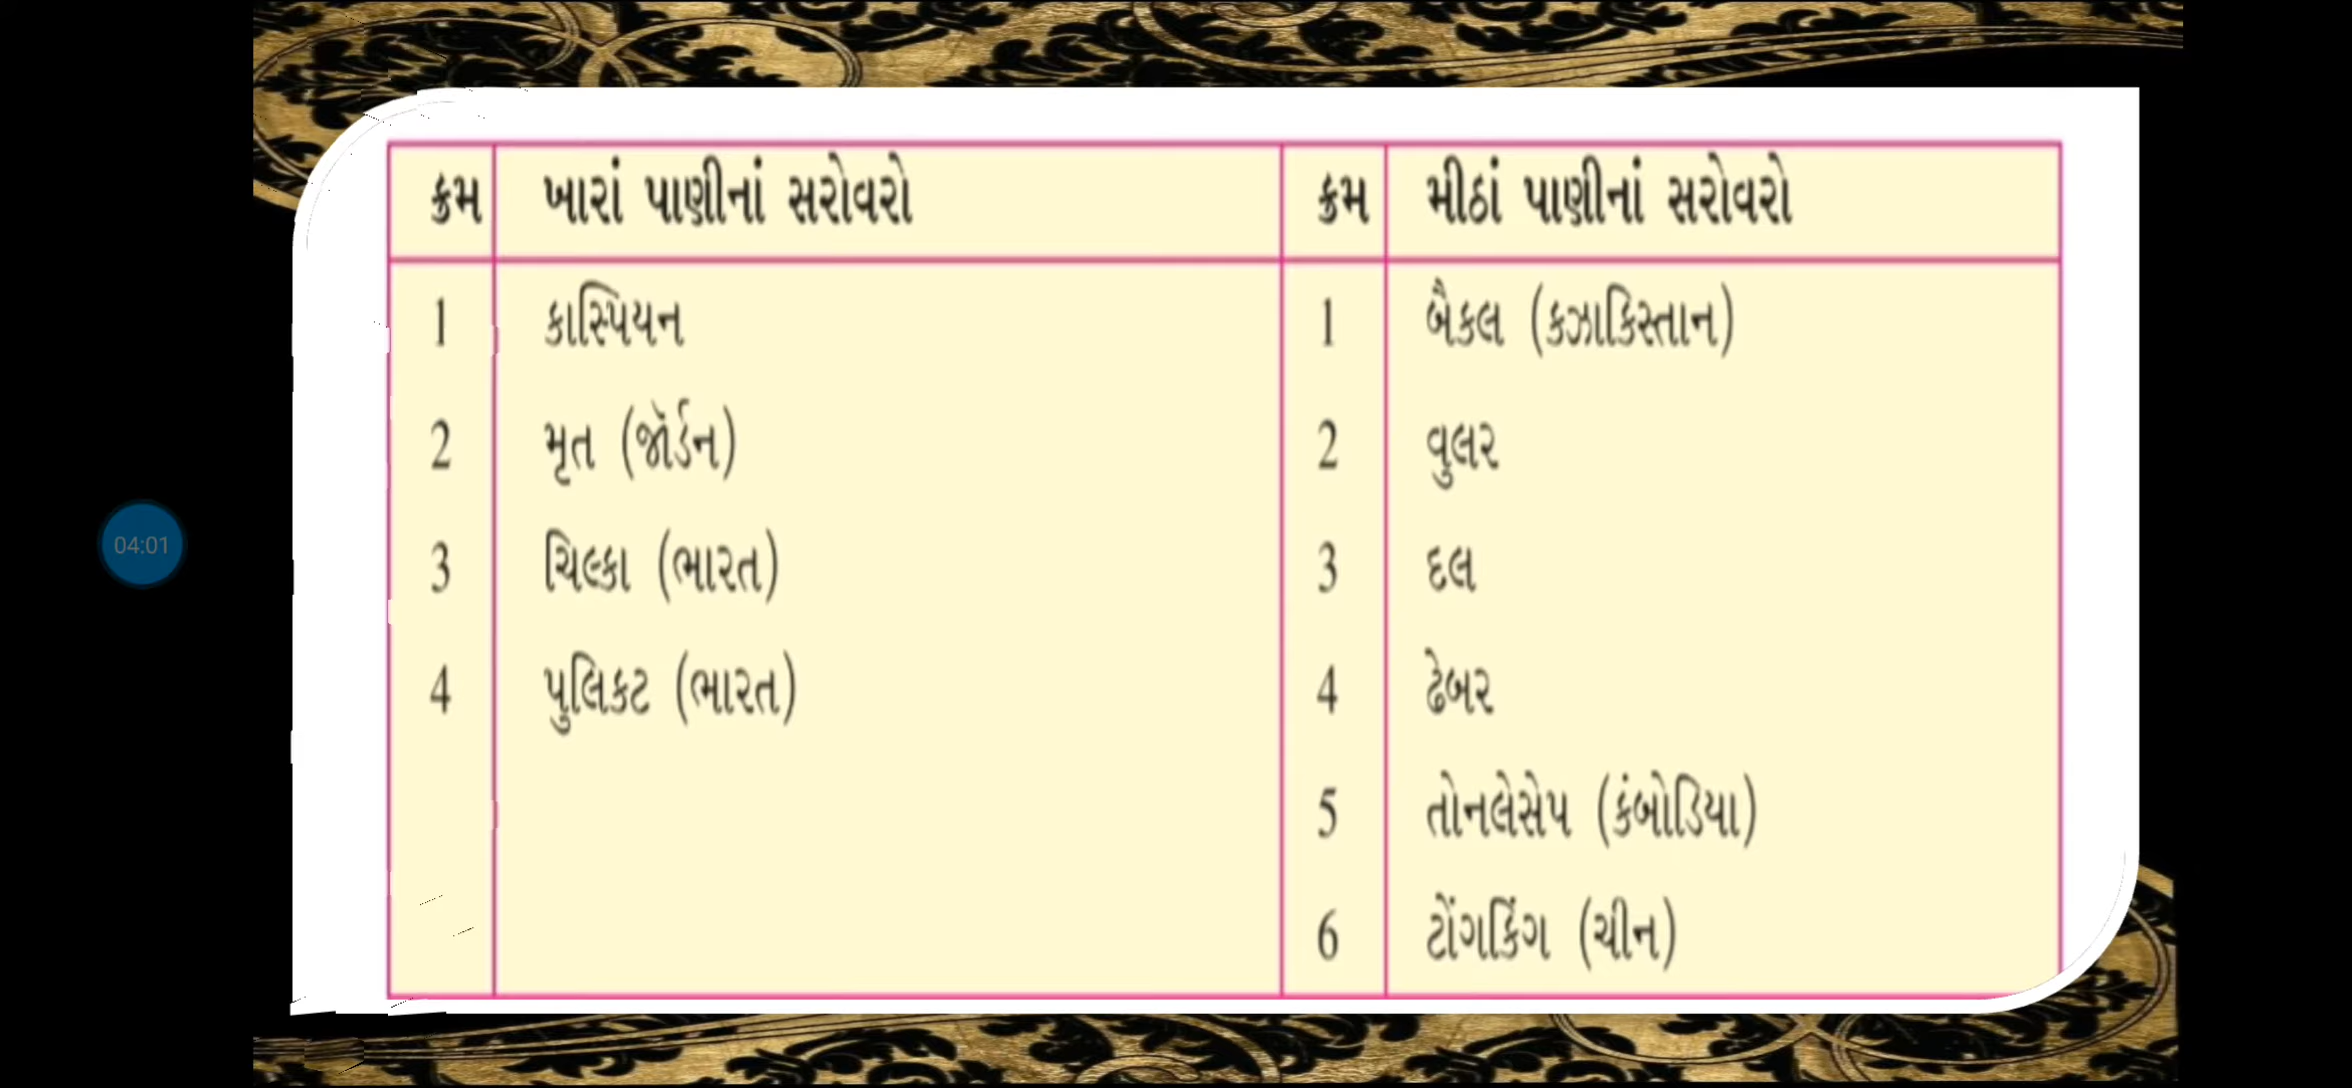 ક્રમ ખારાં પાણીનાં સરોવરો ક્રમ મીઠાં પાણીનાં સરોવરો
1 કાસ્પિયન 1 બૈકલ (કઝાકિસ્તાન)
2 મૃત (જૉર્ડન) 2 વુલર
04:01
3 ચિલ્કા (ભારત) 3 દલ
4 પુલિકટ (ભારત) 4 ઢેબર
5 તોનલેસેપ (કંબોડિયા)
6 ટોંગકિંગ (ચીન)